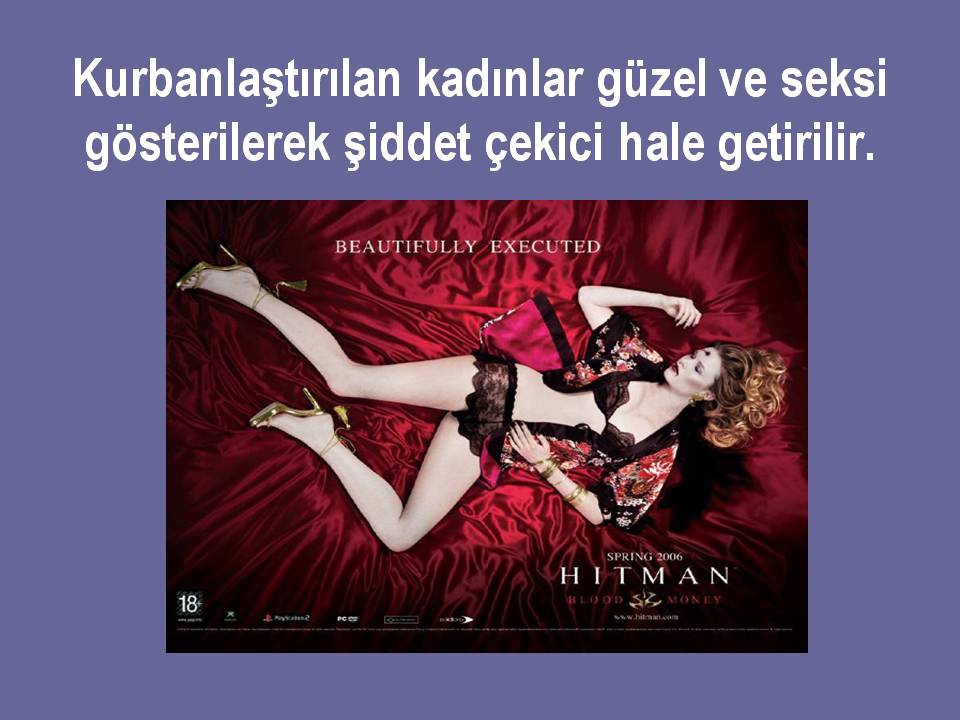 Kurbanlaştırılan kadınlar güzel ve seksi
gösterilerek şiddet çekici hale getirilir.
BEAUTIFULLY EXECUTED
SPRING 2006
HITMAN
BLOOD MONEY
www.hitman.com
18+
PlayStation 2
PC DVD
eidos